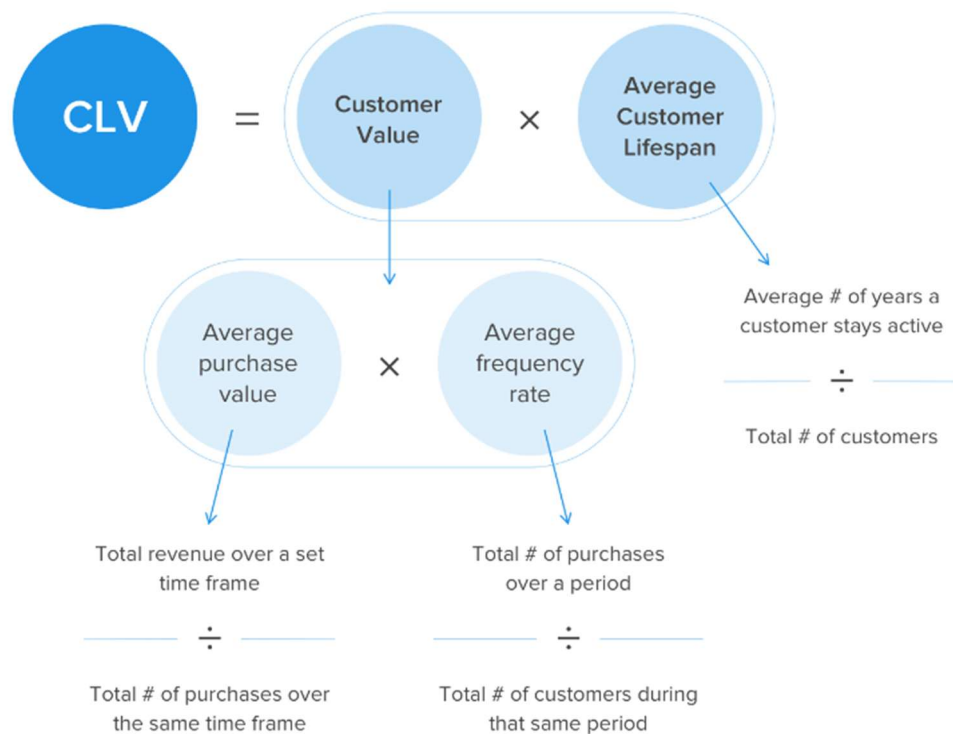 CLV
=
Customer
Value
×
Average
Customer
Lifespan
Average
purchase
value
×
Average
frequency
rate
Average # of years a
customer stays active
÷
Total # of customers
Total revenue over a set
time frame
÷
Total # of purchases over
the same time frame
Total # of purchases
over a period
÷
Total # of customers during
that same period